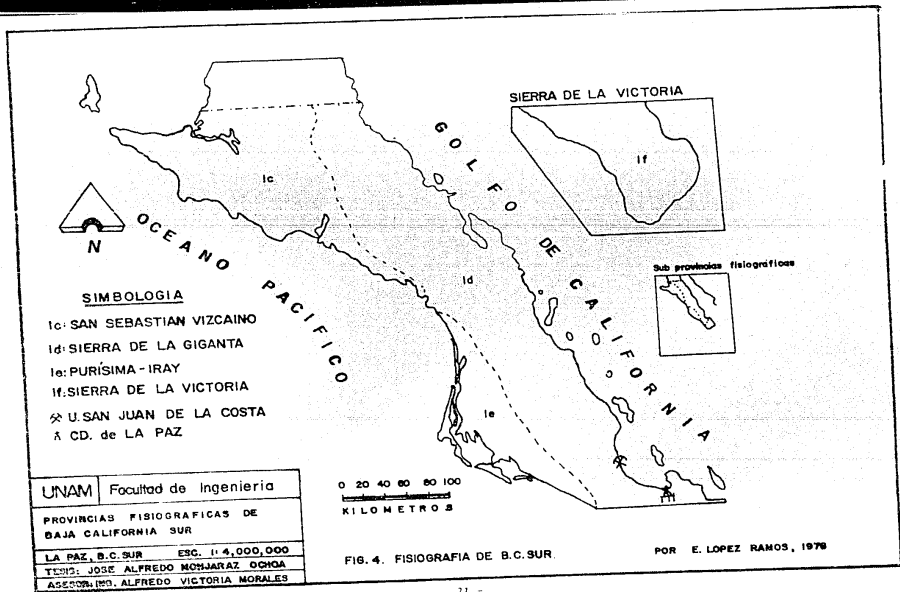 SIERRA DE LA VICTORIA
If
GOLFO DE CALIFORNIA
Ic
OCEANO PACIFICO
N
Id
Sub provincias fisiograficas
SIMBOLOGIA
Ic: SAN SEBASTIAN VIZCAINO
Id: SIERRA DE LA GIGANTA
Ie: PURÍSIMA - IRAY
If: SIERRA DE LA VICTORIA
U. SAN JUAN DE LA COSTA
CD. de LA PAZ
Ie
0 20 40 60 80 100
KILOMETROS
UNAM Facultad de Ingenieria
PROVINCIAS FISIOGRAFICAS DE
BAJA CALIFORNIA SUR
LA PAZ, B.C. SUR ESC. 1:4,000,000
TESIS: JOSE ALFREDO MONJARAZ OCHOA
ASESOR: ING. ALFREDO VICTORIA MORALES
FIG. 4. FISIOGRAFIA DE B.C. SUR.
POR E. LOPEZ RAMOS, 1979